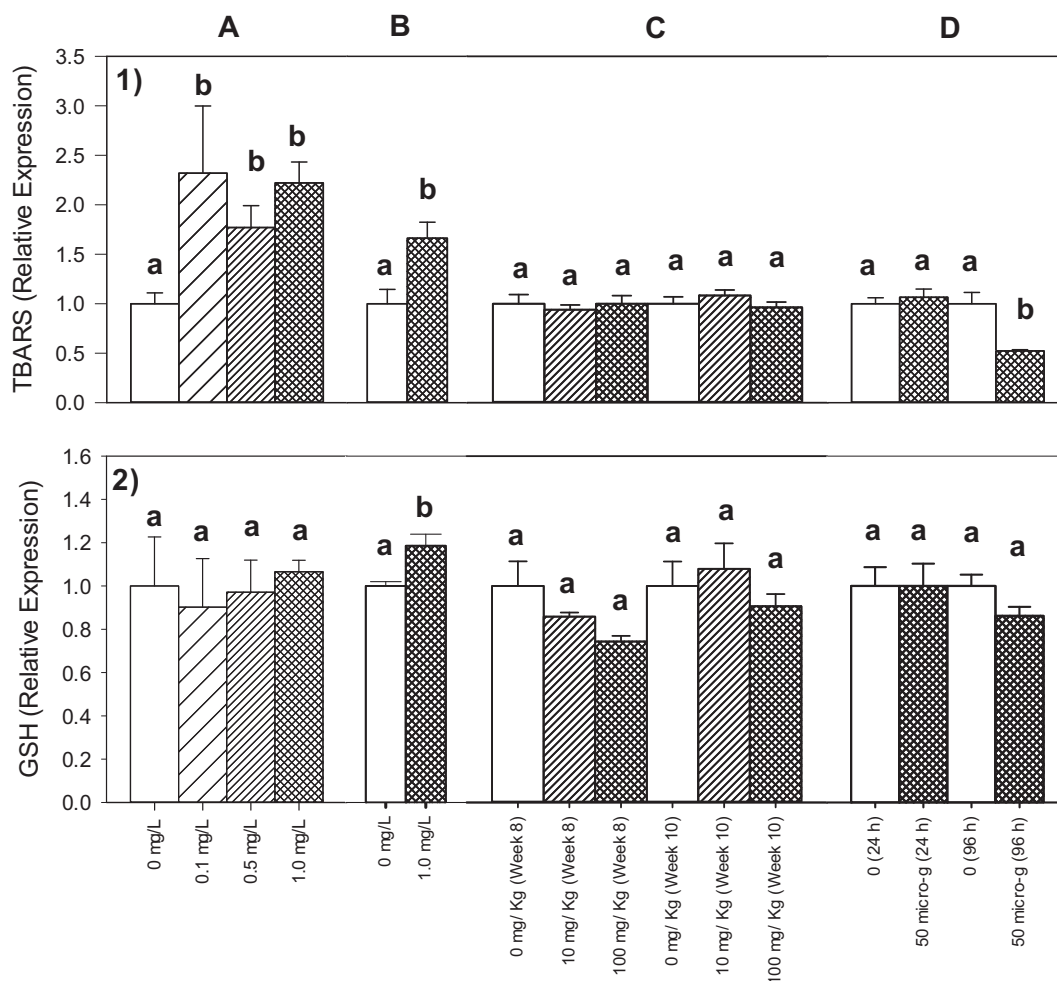 A B C D
1)
TBARS (Relative Expression)
3.5
3.0
2.5
2.0
1.5
1.0
0.5
0.0
a b b b
a b
a a a a a a
a a a b
2)
GSH (Relative Expression)
1.6
1.4
1.2
1.0
0.8
0.6
0.4
0.2
0.0
a a a a
a b
a a a a a a
a a a a
0 mg/L
0.1 mg/L
0.5 mg/L
1.0 mg/L
0 mg/L
1.0 mg/L
0 mg/ Kg (Week 8)
10 mg/ Kg (Week 8)
100 mg/ Kg (Week 8)
0 mg/ Kg (Week 10)
10 mg/ Kg (Week 10)
100 mg/ Kg (Week 10)
0 (24 h)
50 micro-g (24 h)
0 (96 h)
50 micro-g (96 h)